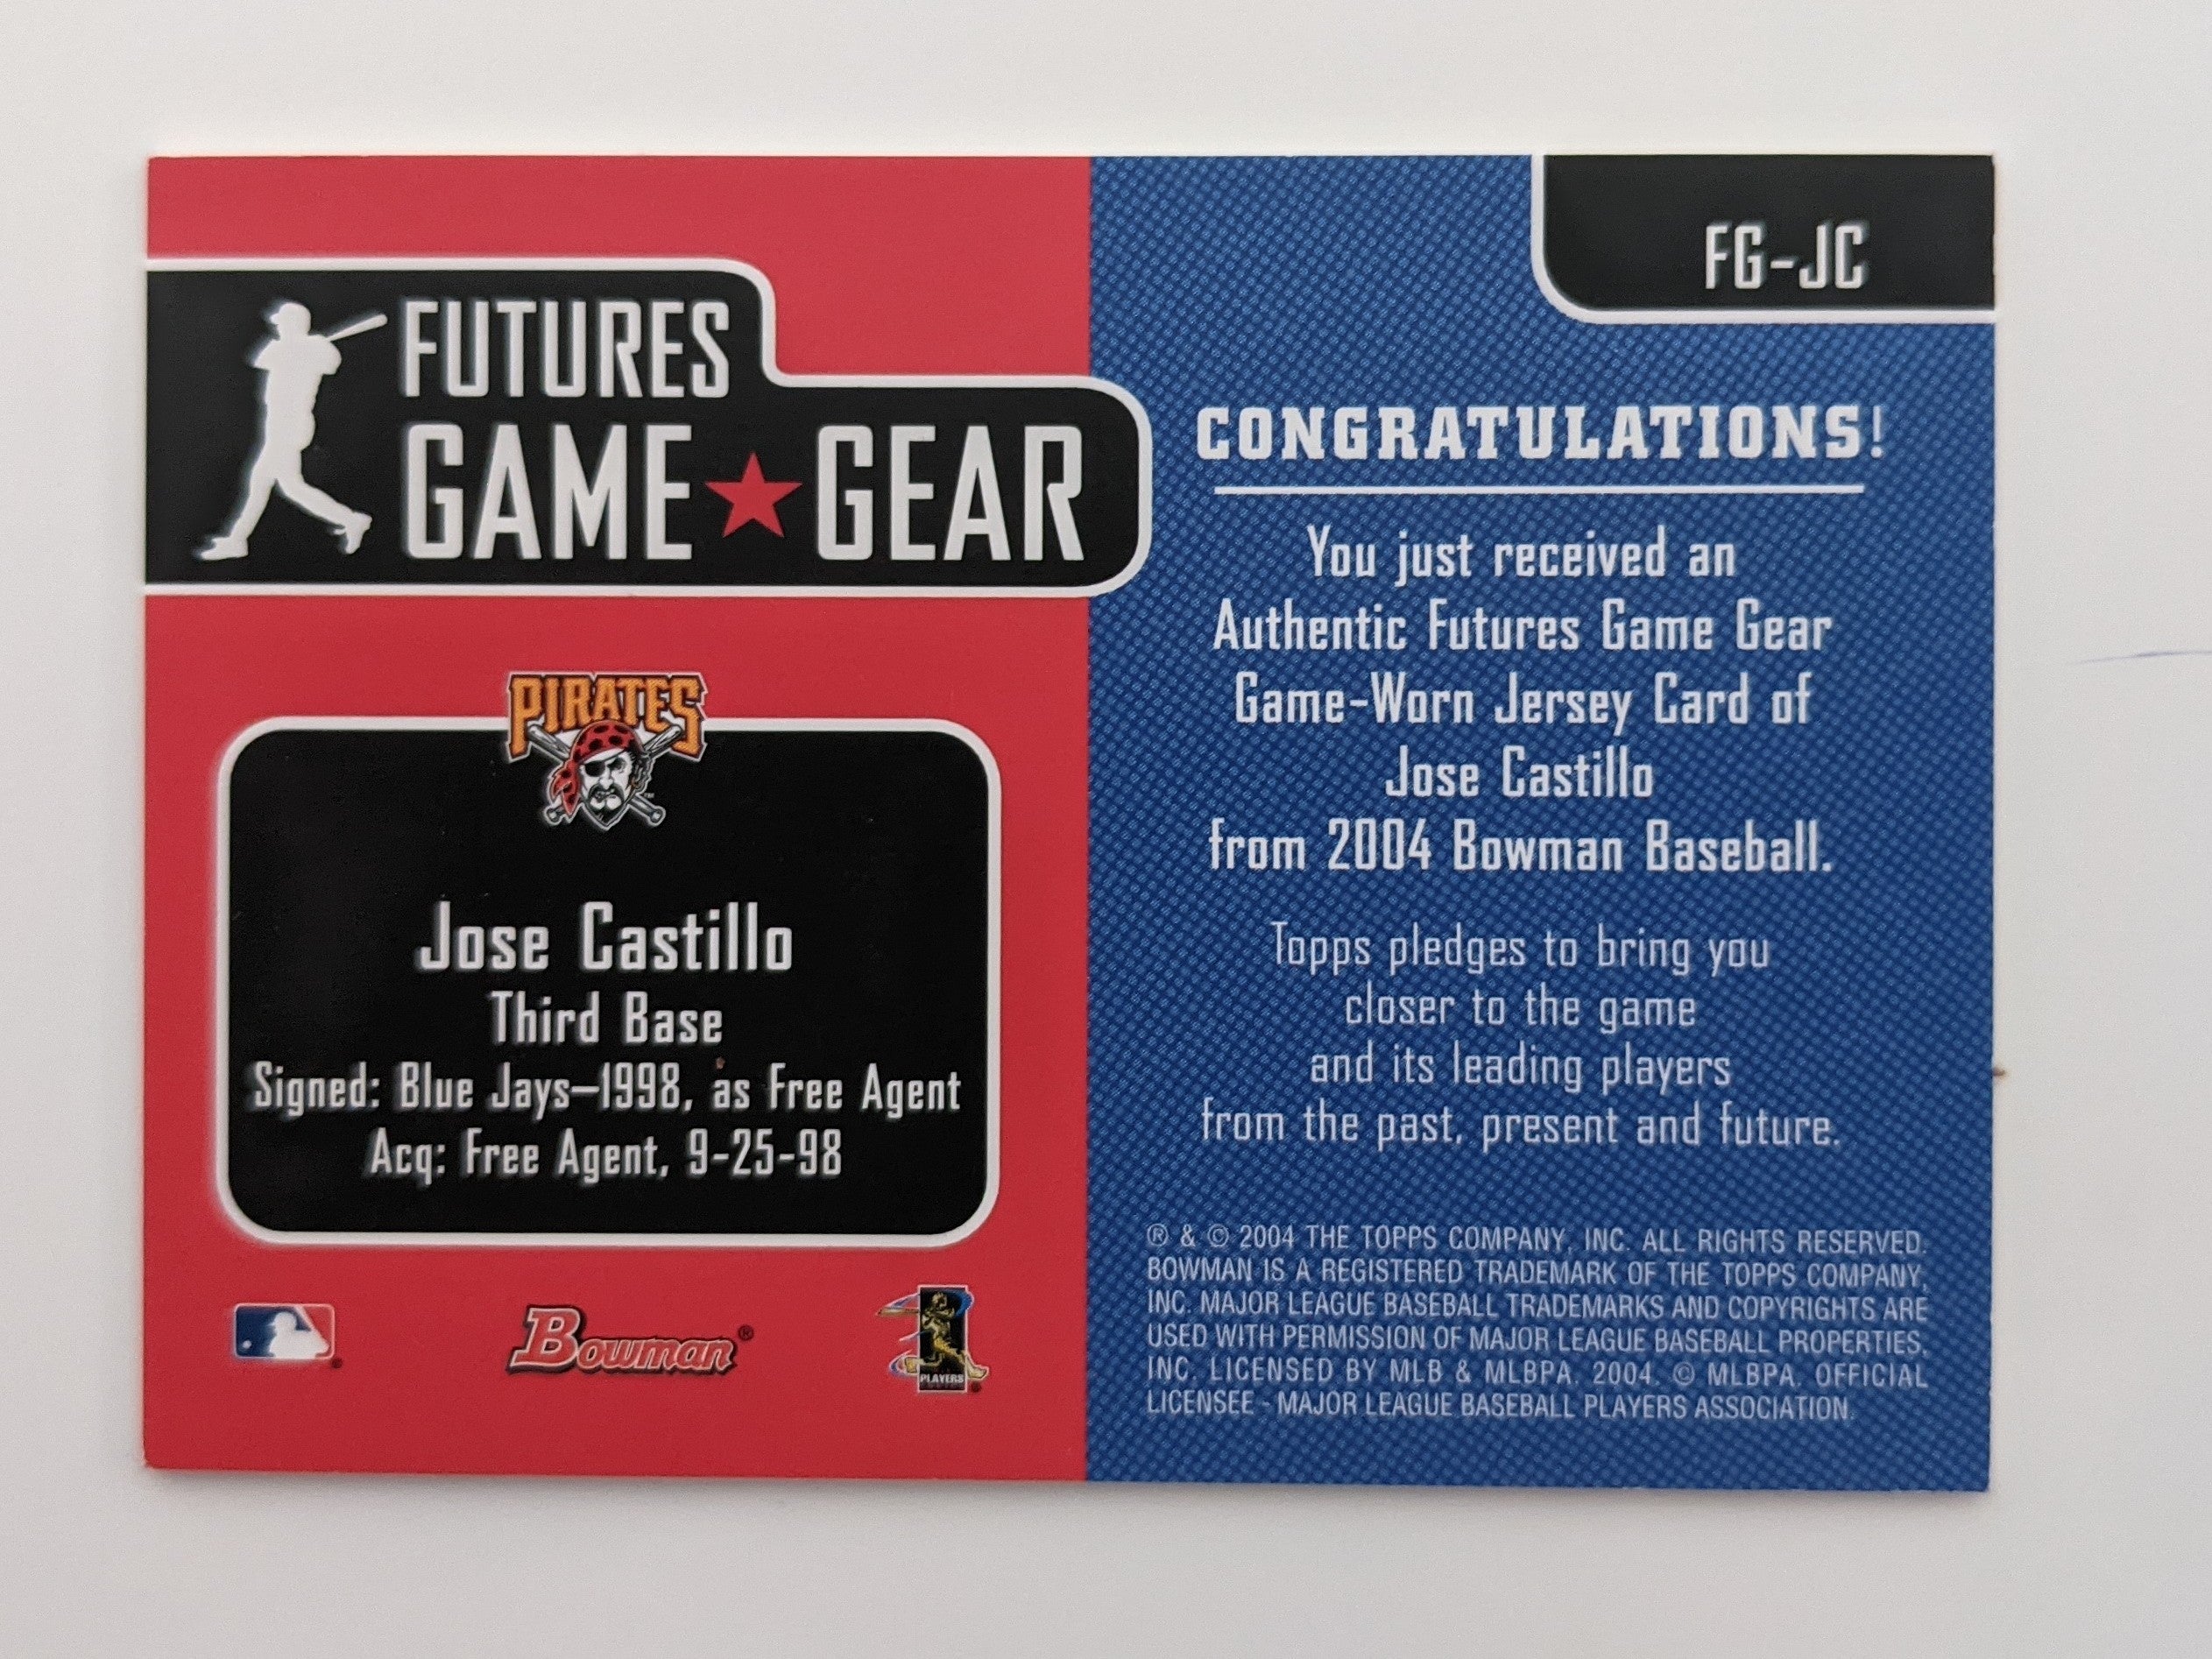 FG-JC
FUTURES
GAME★GEAR
PIRATES
Jose Castillo
Third Base
Signed: Blue Jays–1998, as Free Agent
Acq: Free Agent, 9-25-98
Bowman®
PLAYERS
CONGRATULATIONS!
You just received an
Authentic Futures Game Gear
Game-Worn Jersey Card of
Jose Castillo
from 2004 Bowman Baseball.
Topps pledges to bring you
closer to the game
and its leading players
from the past, present and future.
® & © 2004 THE TOPPS COMPANY, INC. ALL RIGHTS RESERVED.
BOWMAN IS A REGISTERED TRADEMARK OF THE TOPPS COMPANY,
INC. MAJOR LEAGUE BASEBALL TRADEMARKS AND COPYRIGHTS ARE
USED WITH PERMISSION OF MAJOR LEAGUE BASEBALL PROPERTIES,
INC. LICENSED BY MLB & MLBPA. 2004. © MLBPA. OFFICIAL
LICENSEE - MAJOR LEAGUE BASEBALL PLAYERS ASSOCIATION.